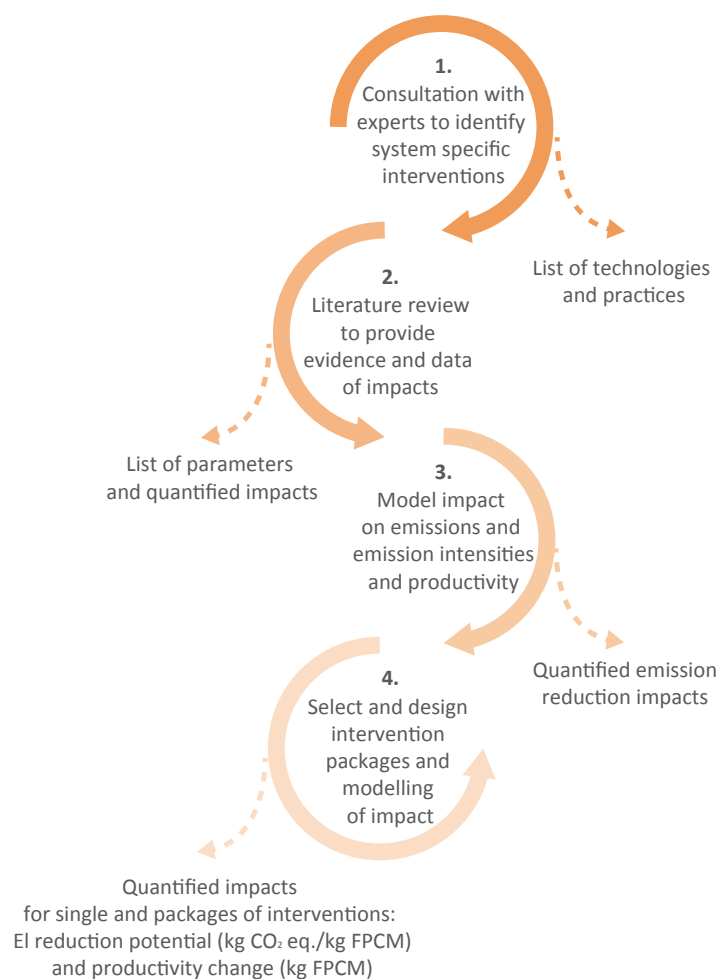 1.
Consultation with
experts to identify
system specific
interventions
List of technologies
and practices
2.
Literature review
to provide
evidence and data
of impacts
List of parameters
and quantified impacts
3.
Model impact
on emissions and
emission intensities
and productivity
Quantified emission
reduction impacts
4.
Select and design
intervention
packages and
modelling
of impact
Quantified impacts
for single and packages of interventions:
EI reduction potential (kg CO₂ eq./kg FPCM)
and productivity change (kg FPCM)